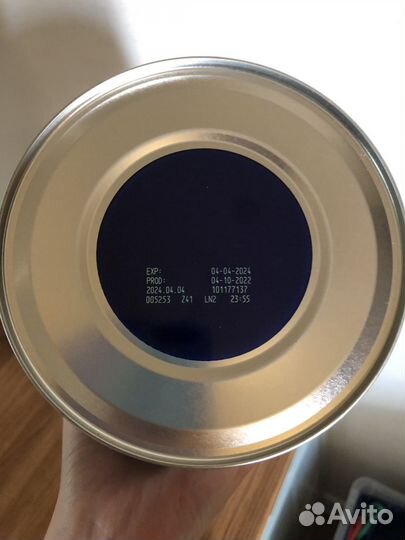 EXP: 04-04-2024
PROD: 04-10-2022
2024.04.04 101177137
005253 Z41 LN2 23:55
Avito